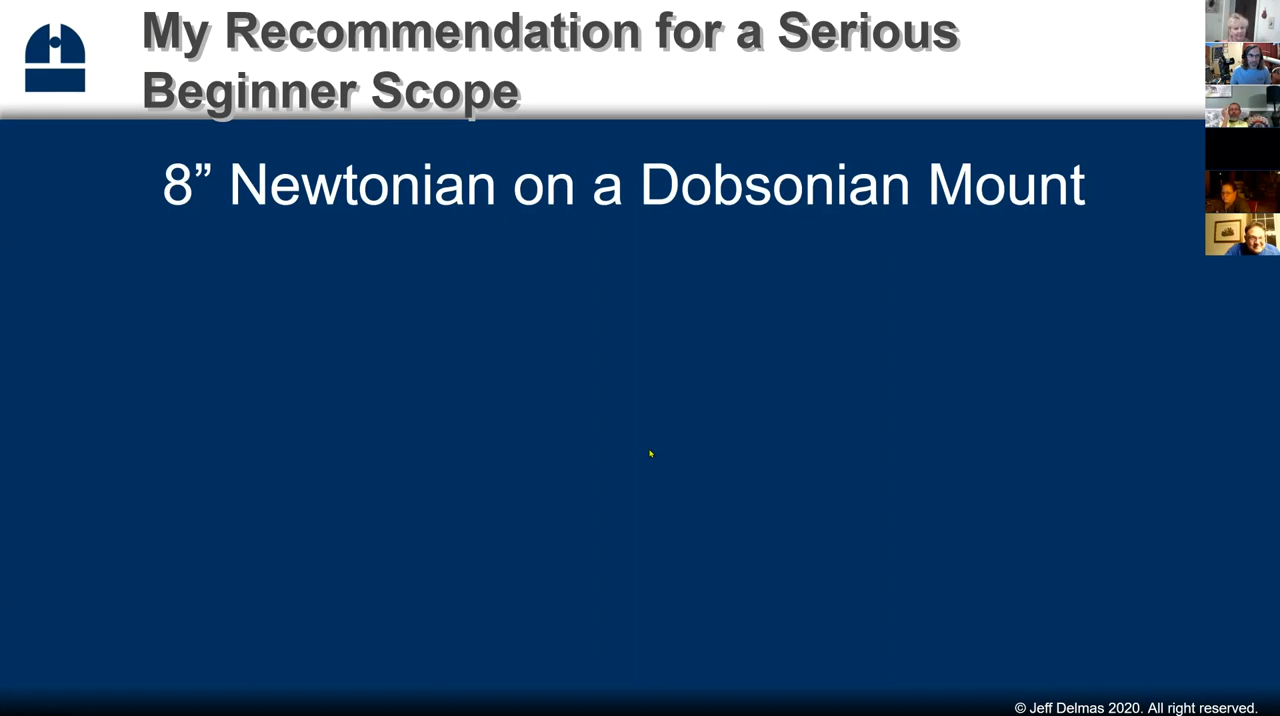 My Recommendation for a Serious
Beginner Scope
8” Newtonian on a Dobsonian Mount
© Jeff Delmas 2020. All right reserved.